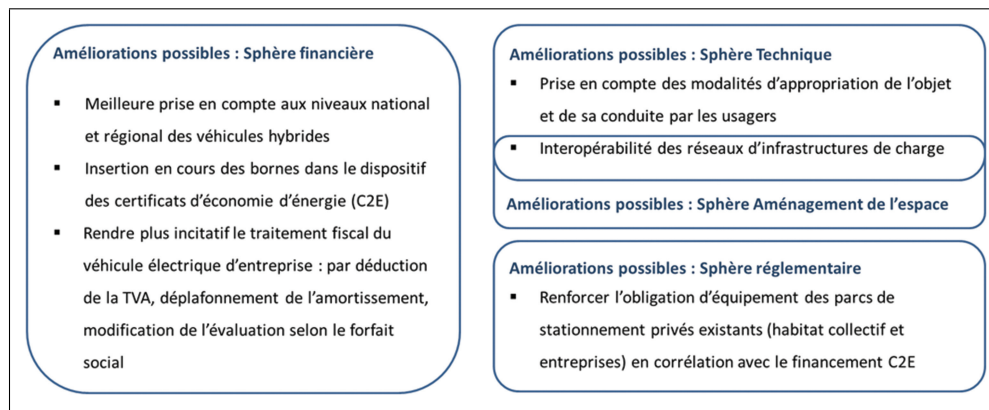 Améliorations possibles : Sphère financière
▪ Meilleure prise en compte aux niveaux national
et régional des véhicules hybrides
▪ Insertion en cours des bornes dans le dispositif
des certificats d’économie d’énergie (C2E)
▪ Rendre plus incitatif le traitement fiscal du
véhicule électrique d’entreprise : par déduction
de la TVA, déplafonnement de l’amortissement,
modification de l’évaluation selon le forfait
social
Améliorations possibles : Sphère Technique
▪ Prise en compte des modalités d’appropriation de l’objet
et de sa conduite par les usagers
▪ Interopérabilité des réseaux d’infrastructures de charge
Améliorations possibles : Sphère Aménagement de l’espace
Améliorations possibles : Sphère réglementaire
▪ Renforcer l’obligation d’équipement des parcs de
stationnement privés existants (habitat collectif et
entreprises) en corrélation avec le financement C2E